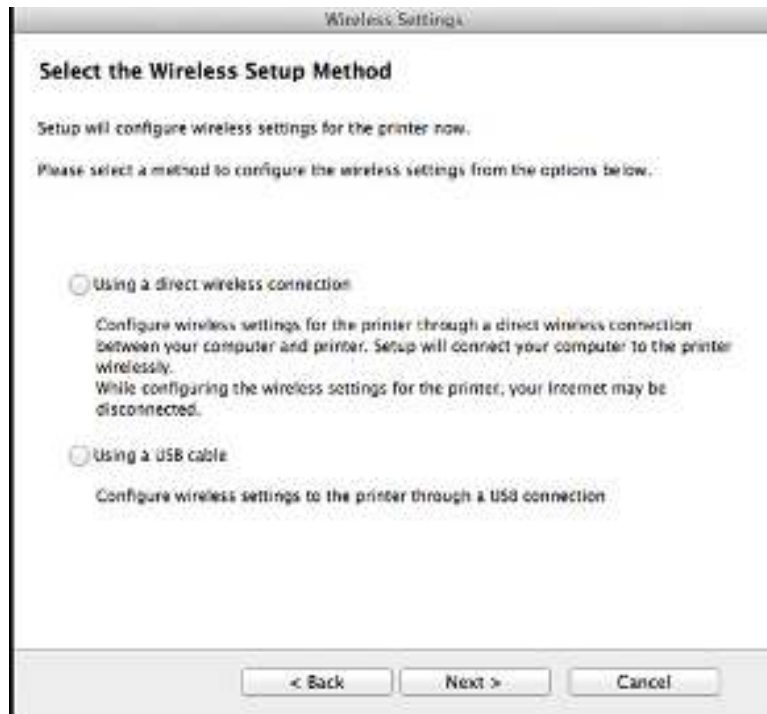 Wireless Settings
Select the Wireless Setup Method
Setup will configure wireless settings for the printer now.
Please select a method to configure the wireless settings from the options below.
Using a direct wireless connection
Configure wireless settings for the printer through a direct wireless connection
between your computer and printer. Setup will connect your computer to the printer
wirelessly.
While configuring the wireless settings for the printer, your Internet may be
disconnected.
Using a USB cable
Configure wireless settings to the printer through a USB connection
< Back Next > Cancel